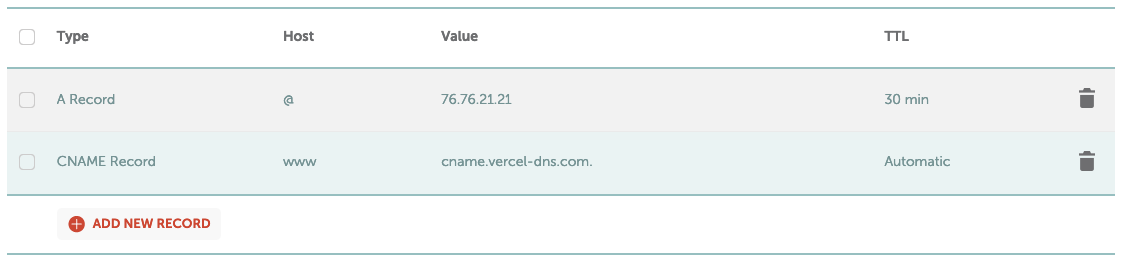 Type Host Value TTL
A Record @ 76.76.21.21 30 min
CNAME Record www cname.vercel-dns.com. Automatic
ADD NEW RECORD